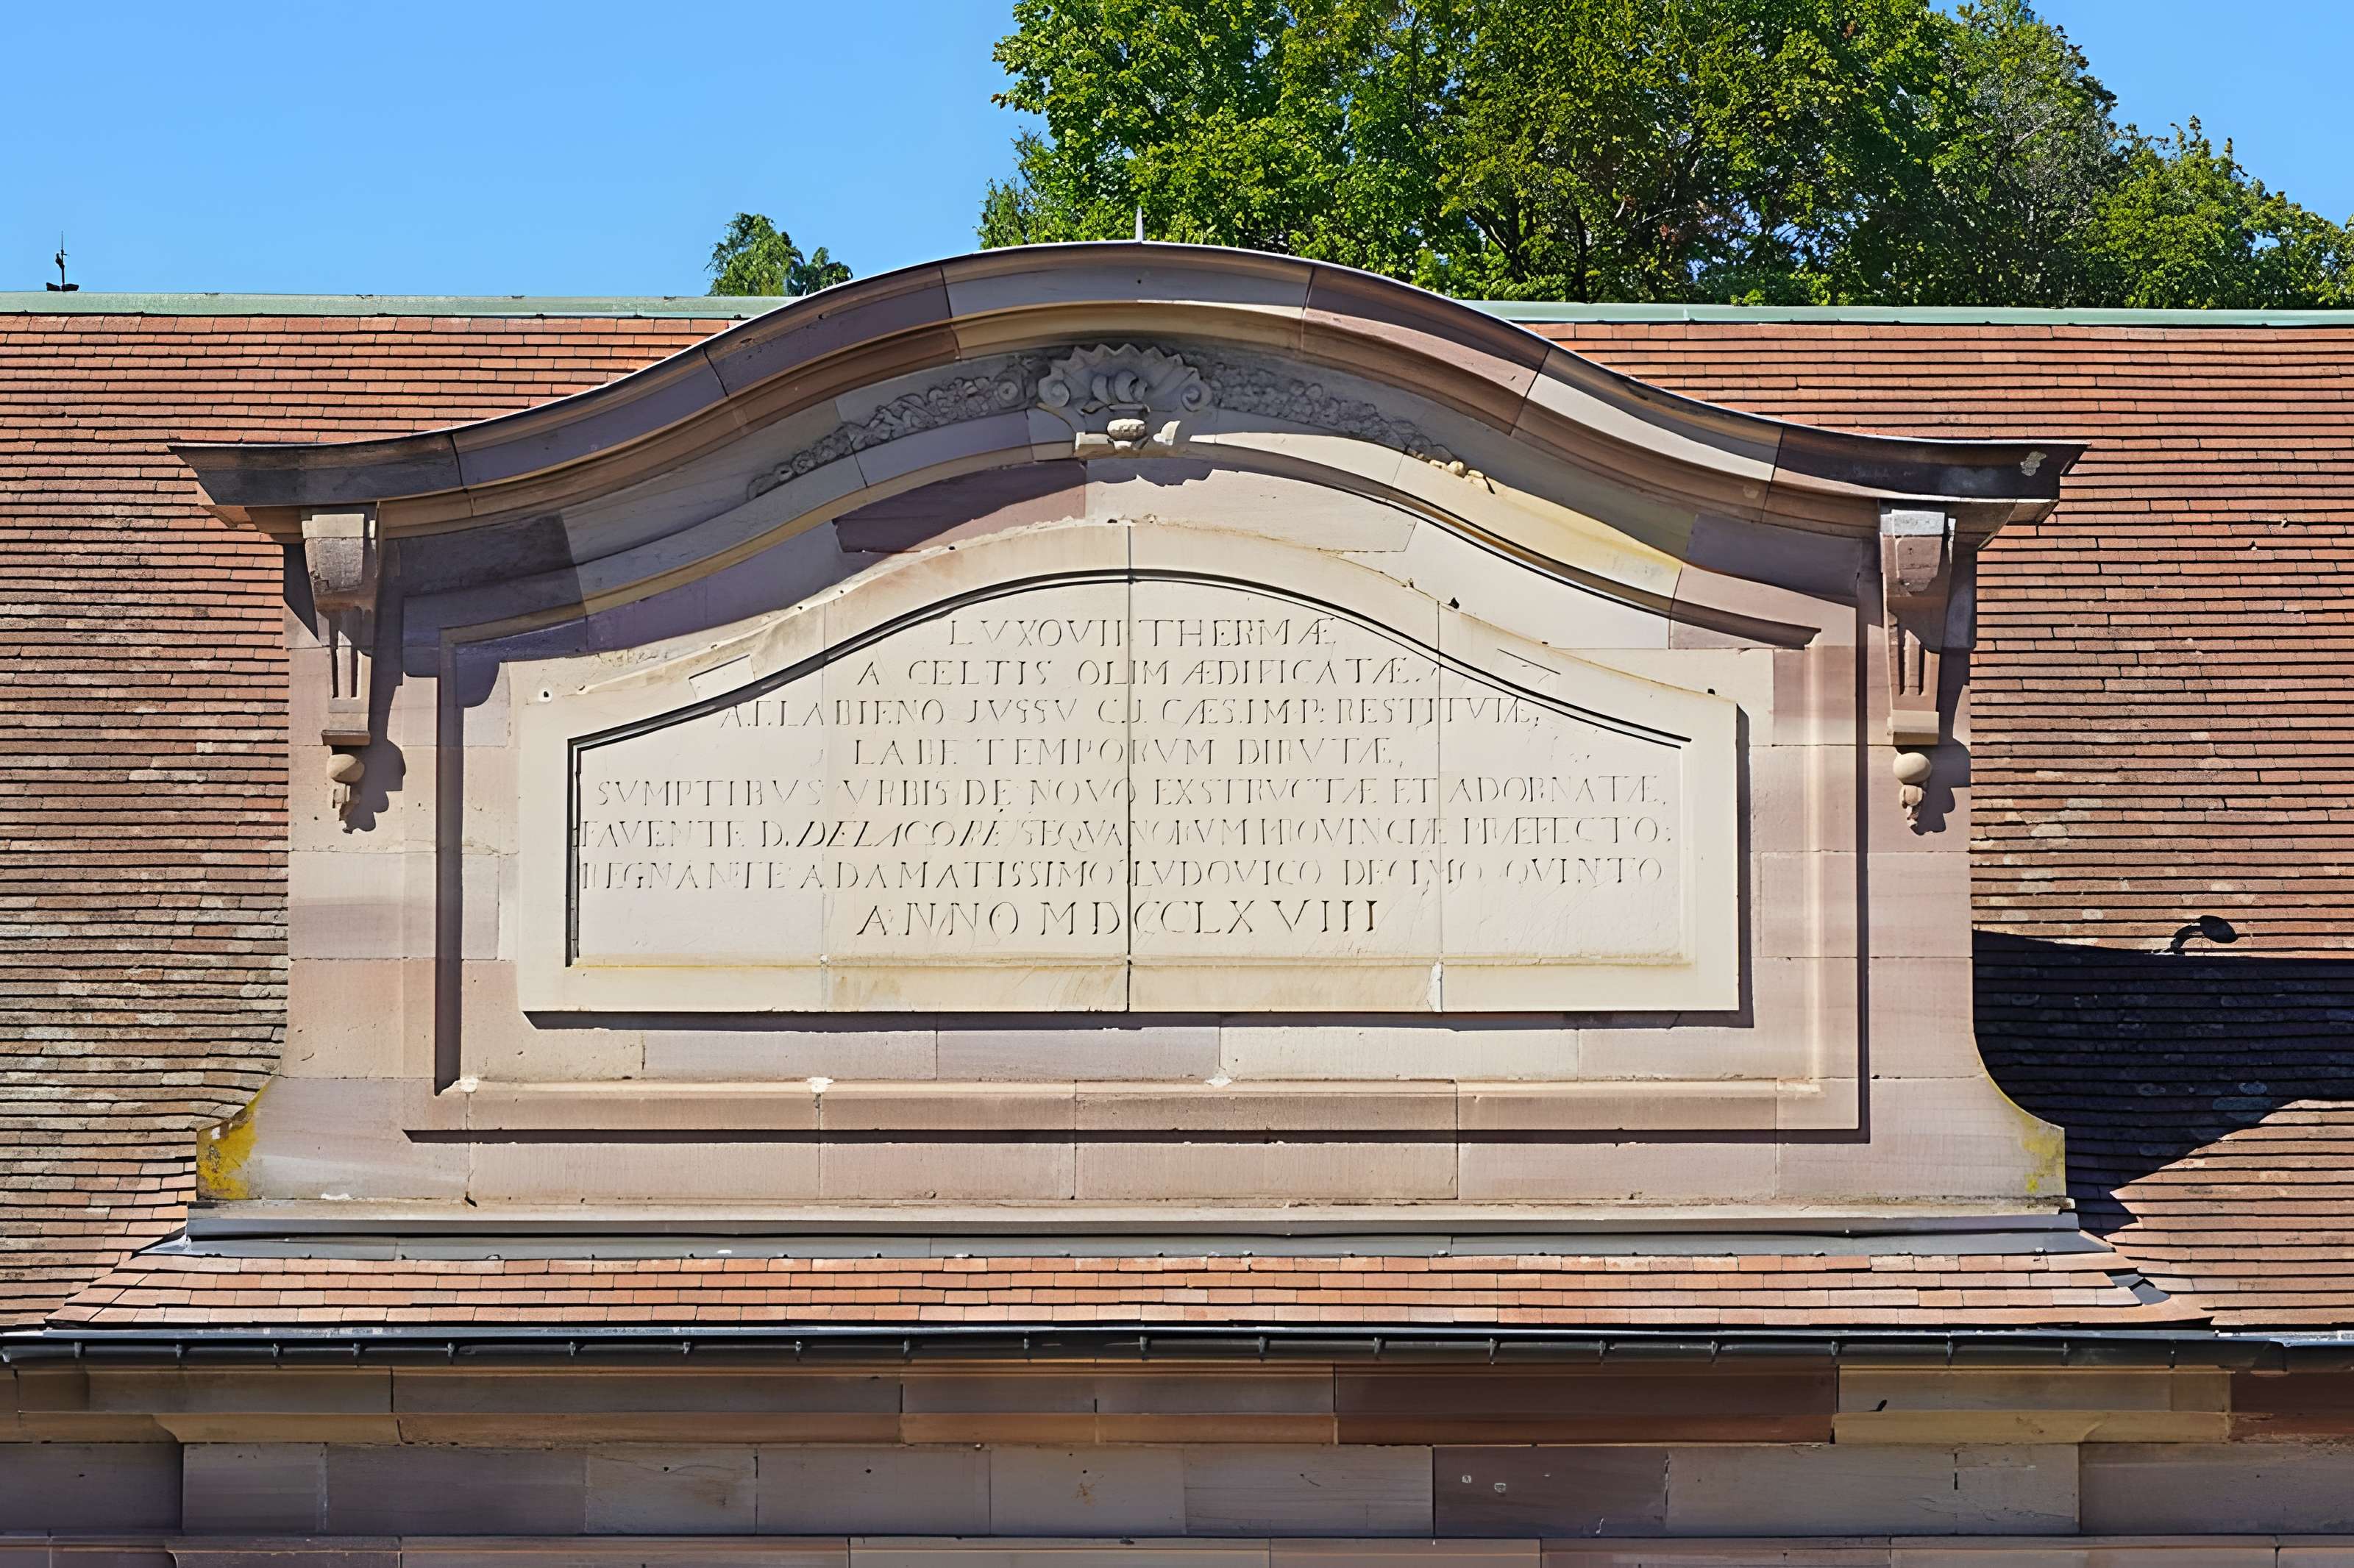 LVXOVII THERMÆ,
A CELTIS OLIM ÆDIFICATÆ,
A.T.LABIENO JVSSU C.J. CÆS.IMP: RESTITVTÆ,
LABE TEMPORVM DIRVTÆ,
SVMPTIBVS VRBIS DE NOVO EXSTRVCTÆ ET ADORNATÆ,
FAVENTE D. DELACORE SEQVANORVM PROVINCIÆ PRÆFECTO:
REGNANTE ADAMATISSIMO LVDOVICO DECIMO QVINTO
ANNO MDCCLXVIII